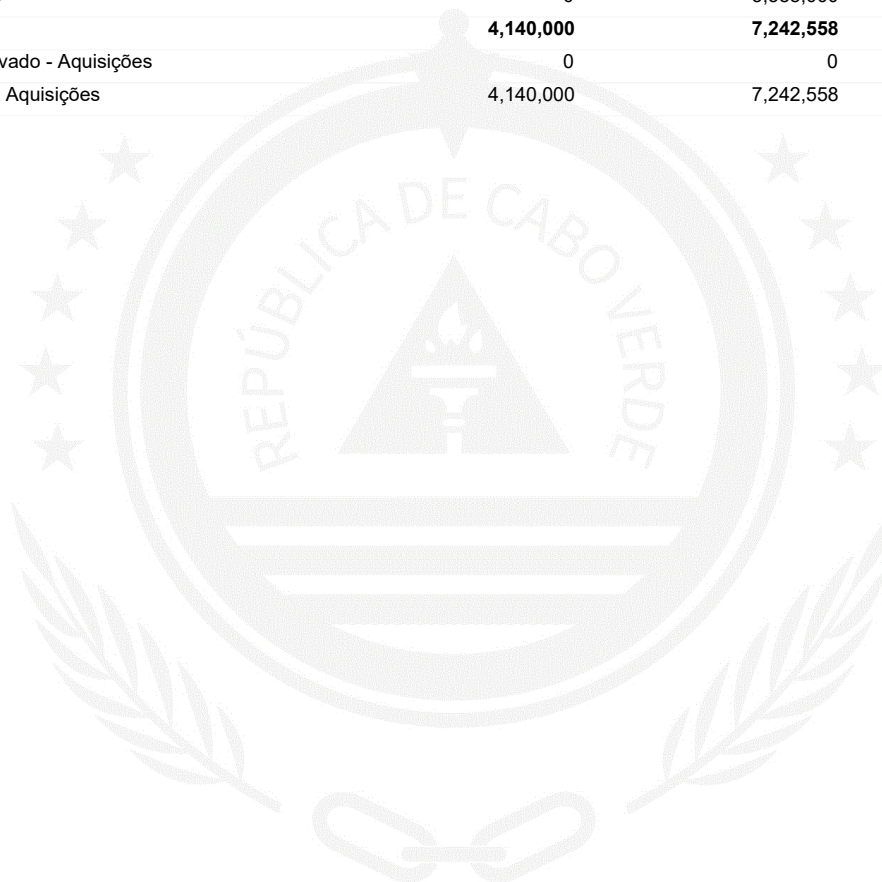 0
4,140,000 7,242,558
vado - Aquisições 0 0
Aquisições 4,140,000 7,242,558
REPÚBLICA DE CABO VERDE